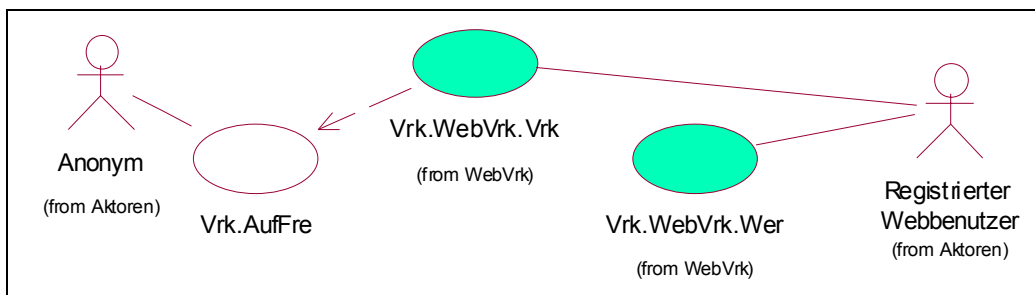 Anonym
(from Aktoren)
Vrk.AufFre
Vrk.WebVrk.Vrk
(from WebVrk)
Vrk.WebVrk.Wer
(from WebVrk)
Registrierter
Webbenutzer
(from Aktoren)